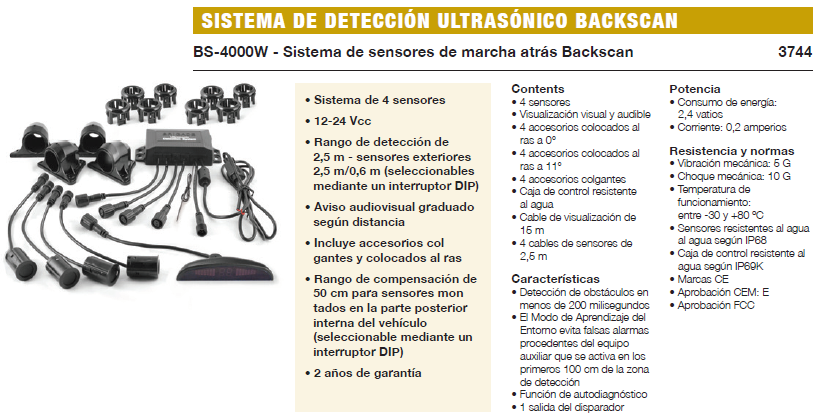 SISTEMA DE DETECCIÓN ULTRASÓNICO BACKSCAN
BS-4000W - Sistema de sensores de marcha atrás Backscan 3744
• Sistema de 4 sensores
• 12-24 Vcc
• Rango de detección de
2,5 m - sensores exteriores
2,5 m/0,6 m (seleccionables
mediante un interruptor DIP)
• Aviso audiovisual graduado
según distancia
• Incluye accesorios col
gantes y colocados al ras
• Rango de compensación de
50 cm para sensores mon
tados en la parte posterior
interna del vehículo
(seleccionable mediante un
interruptor DIP)
• 2 años de garantía
Contents
• 4 sensores
• Visualización visual y audible
• 4 accesorios colocados al
ras a 0º
• 4 accesorios colocados al
ras a 11º
• 4 accesorios colgantes
• Caja de control resistente
al agua
• Cable de visualización de
15 m
• 4 cables de sensores de
2,5 m
Características
• Detección de obstáculos en
menos de 200 milisegundos
• El Modo de Aprendizaje del
Entorno evita falsas alarmas
procedentes del equipo
auxiliar que se activa en los
primeros 100 cm de la zona
de detección
• Función de autodiagnóstico
• 1 salida del disparador
Potencia
• Consumo de energía:
2,4 vatios
• Corriente: 0,2 amperios
Resistencia y normas
• Vibración mecánica: 5 G
• Choque mecánica: 10 G
• Temperatura de
funcionamiento:
entre -30 y +80 ºC
• Sensores resistentes al agua
al agua según IP68
• Caja de control resistente al
agua según IP69K
• Marcas CE
• Aprobación CEM: E
• Aprobación FCC